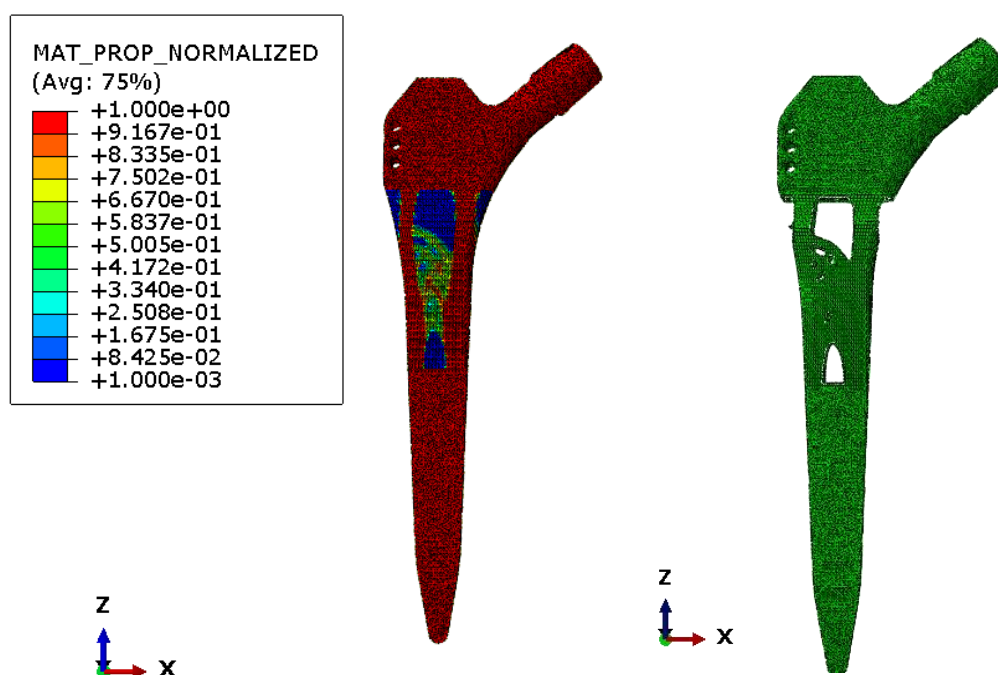 MAT_PROP_NORMALIZED
(Avg: 75%)
+1.000e+00
+9.167e-01
+8.335e-01
+7.502e-01
+6.670e-01
+5.837e-01
+5.005e-01
+4.172e-01
+3.340e-01
+2.508e-01
+1.675e-01
+8.425e-02
+1.000e-03
Z
X
Z
X